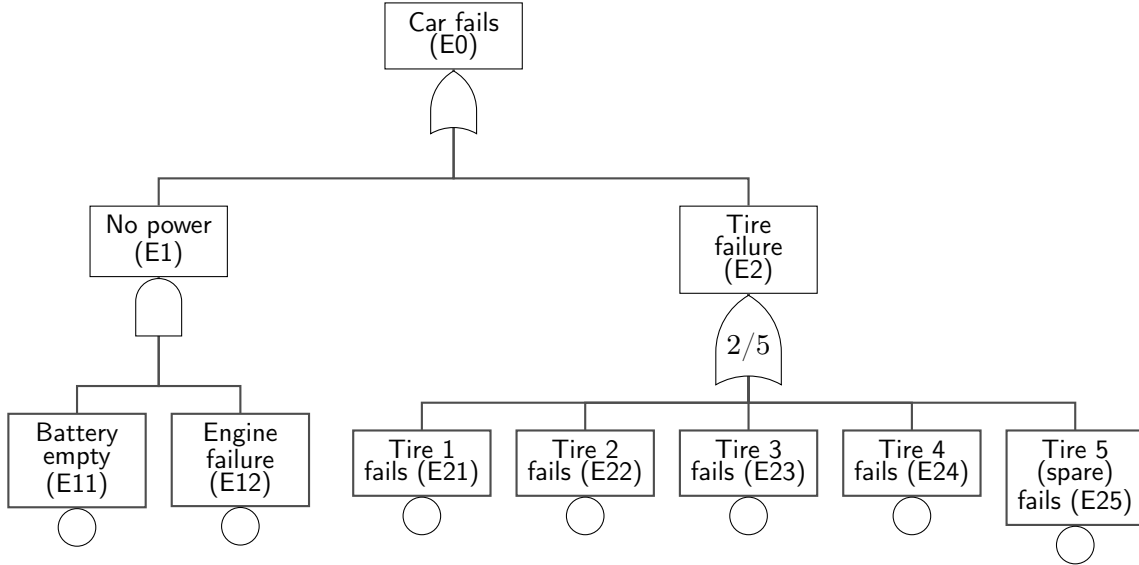 Car fails
(E0)
No power
(E1)
Tire
failure
(E2)
2/5
Battery
empty
(E11)
Engine
failure
(E12)
Tire 1
fails (E21)
Tire 2
fails (E22)
Tire 3
fails (E23)
Tire 4
fails (E24)
Tire 5
(spare)
fails (E25)